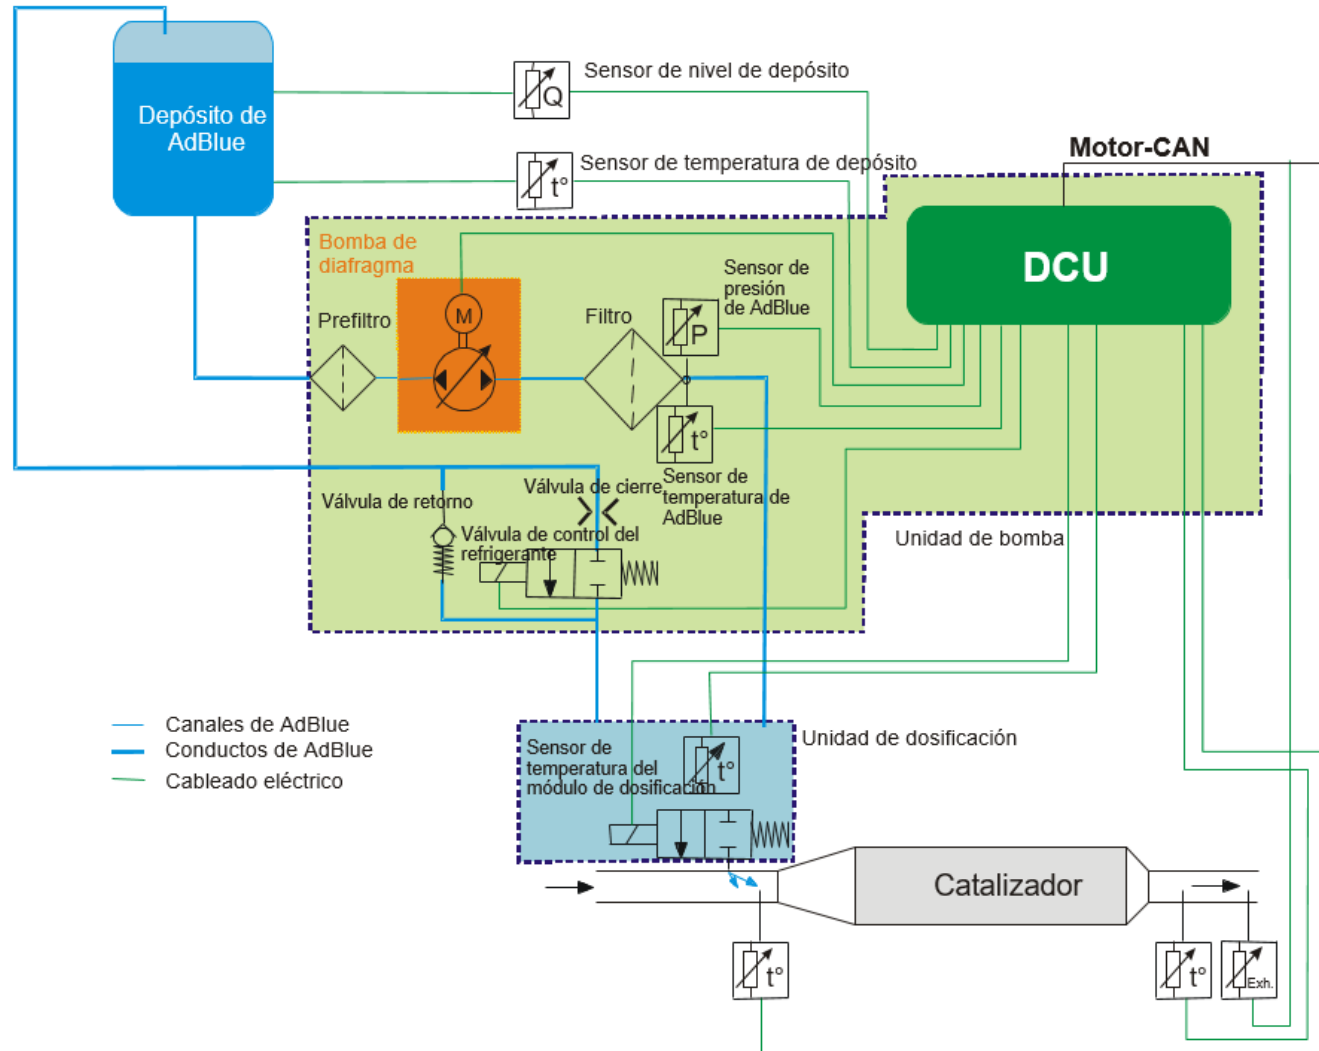 Sensor de nivel de depósito
Q
Depósito de
AdBlue
Sensor de temperatura de depósito
t°
Motor-CAN
DCU
Bomba de
diafragma
M
Prefiltro
Filtro
Sensor de
presión
de AdBlue
P
t°
Sensor de
temperatura de
AdBlue
Válvula de cierre
Válvula de retorno
Válvula de control del
refrigerante
Unidad de bomba
Canales de AdBlue
Conductos de AdBlue
Cableado eléctrico
Unidad de dosificación
Sensor de
temperatura del
módulo de dosificación
t°
Catalizador
t°
t°
Exh.